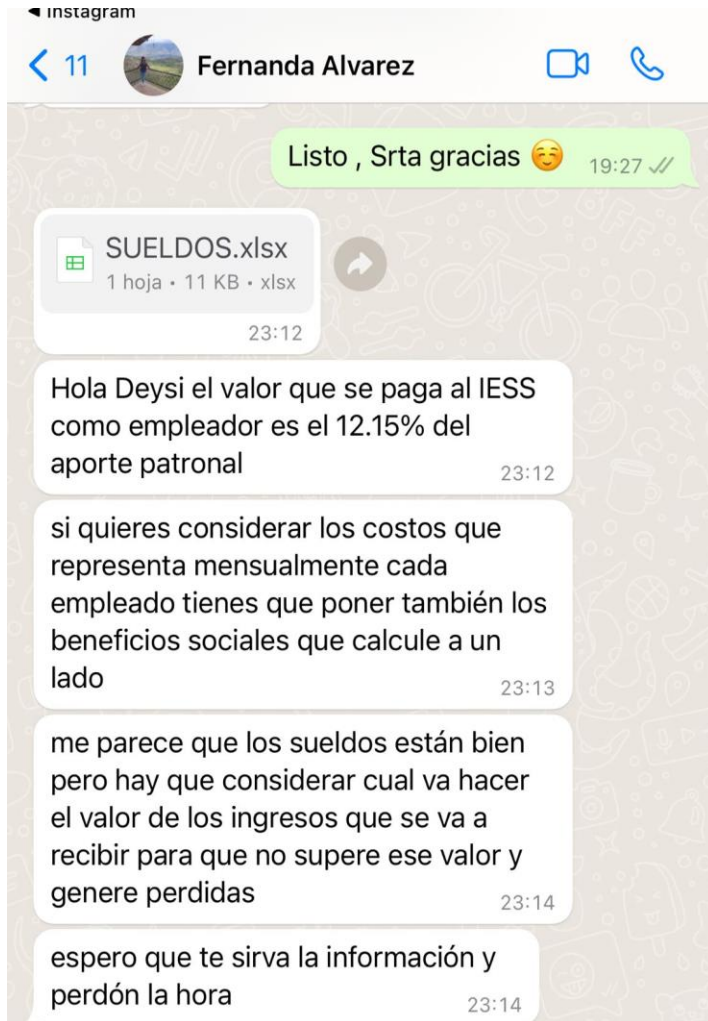 ◀ Instagram
11 Fernanda Alvarez
Listo , Srta gracias ☺️ 19:27
SUELDOS.xlsx
1 hoja • 11 KB • xlsx
23:12
Hola Deysi el valor que se paga al IESS
como empleador es el 12.15% del
aporte patronal
23:12
si quieres considerar los costos que
representa mensualmente cada
empleado tienes que poner también los
beneficios sociales que calcule a un
lado
23:13
me parece que los sueldos están bien
pero hay que considerar cual va hacer
el valor de los ingresos que se va a
recibir para que no supere ese valor y
genere perdidas
23:14
espero que te sirva la información y
perdón la hora
23:14